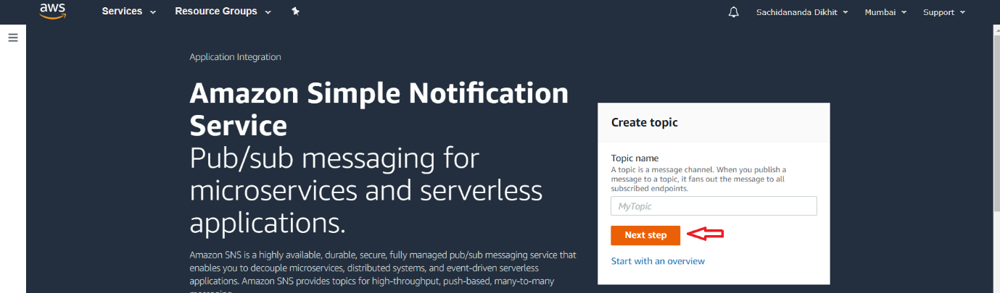 aws
Services
Resource Groups
Sachidananda Dikhit
Mumbai
Support
Application Integration
Amazon Simple Notification
Service
Pub/sub messaging for
microservices and serverless
applications.
Amazon SNS is a highly available, durable, secure, fully managed pub/sub messaging service that
enables you to decouple microservices, distributed systems, and event-driven serverless
applications. Amazon SNS provides topics for high-throughput, push-based, many-to-many
Create topic
Topic name
A topic is a message channel. When you publish a
message to a topic, it fans out the message to all
subscribed endpoints.
MyTopic
Next step
Start with an overview